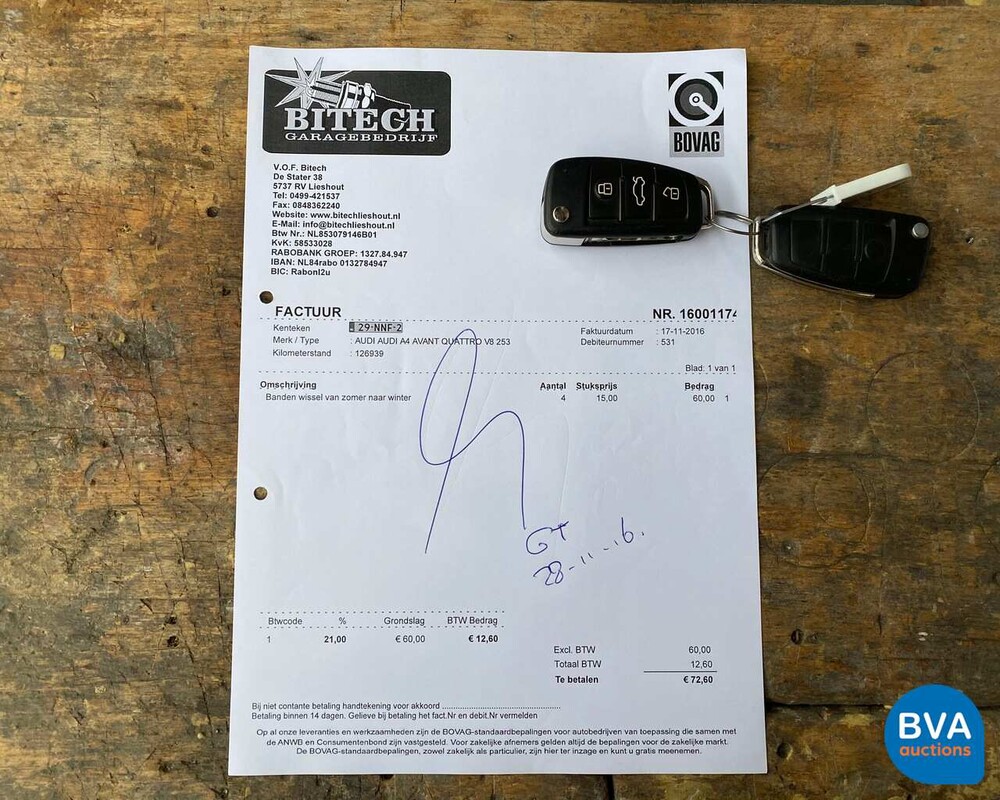 BITECH
GARAGEBEDRIJF
BOVAG
V.O.F. Bitech
De Stater 38
5737 RV Lieshout
Tel: 0499-421537
Fax: 0848362240
Website: www.bitechlieshout.nl
E-Mail: info@bitechlieshout.nl
Btw Nr.: NL853079146B01
KvK: 58533028
RABOBANK GROEP: 1327.84.947
IBAN: NL84rabo 0132784947
BIC: Rabonl2u
FACTUUR NR. 16001174
Kenteken : 29-NNF-2 Faktuurdatum : 17-11-2016
Merk / Type : AUDI AUDI A4 AVANT QUATTRO V8 253 Debiteurnummer : 531
Kilometerstand : 126939
Blad: 1 van 1
Omschrijving Aantal Stuksprijs Bedrag
Banden wissel van zomer naar winter 4 15,00 60,00 1
28-11-16.
Btwcode % Grondslag BTW Bedrag
1 21,00 € 60,00 € 12,60
Excl. BTW 60,00
Totaal BTW 12,60
Te betalen € 72,60
Bij niet contante betaling handtekening voor akkoord
Betaling binnen 14 dagen. Gelieve bij betaling het fact.Nr en debit.Nr vermelden
Op al onze leveranties en werkzaamheden zijn de BOVAG-standaardbepalingen voor autobedrijven van toepassing die samen met
de ANWB en Consumentenbond zijn vastgesteld. Voor zakelijke afnemers gelden altijd de bepalingen voor de zakelijke markt.
De BOVAG-standaardbepalingen, zowel zakelijk als particulier, zijn hier ter inzage en kunt u gratis meenemen.
BVA
auctions